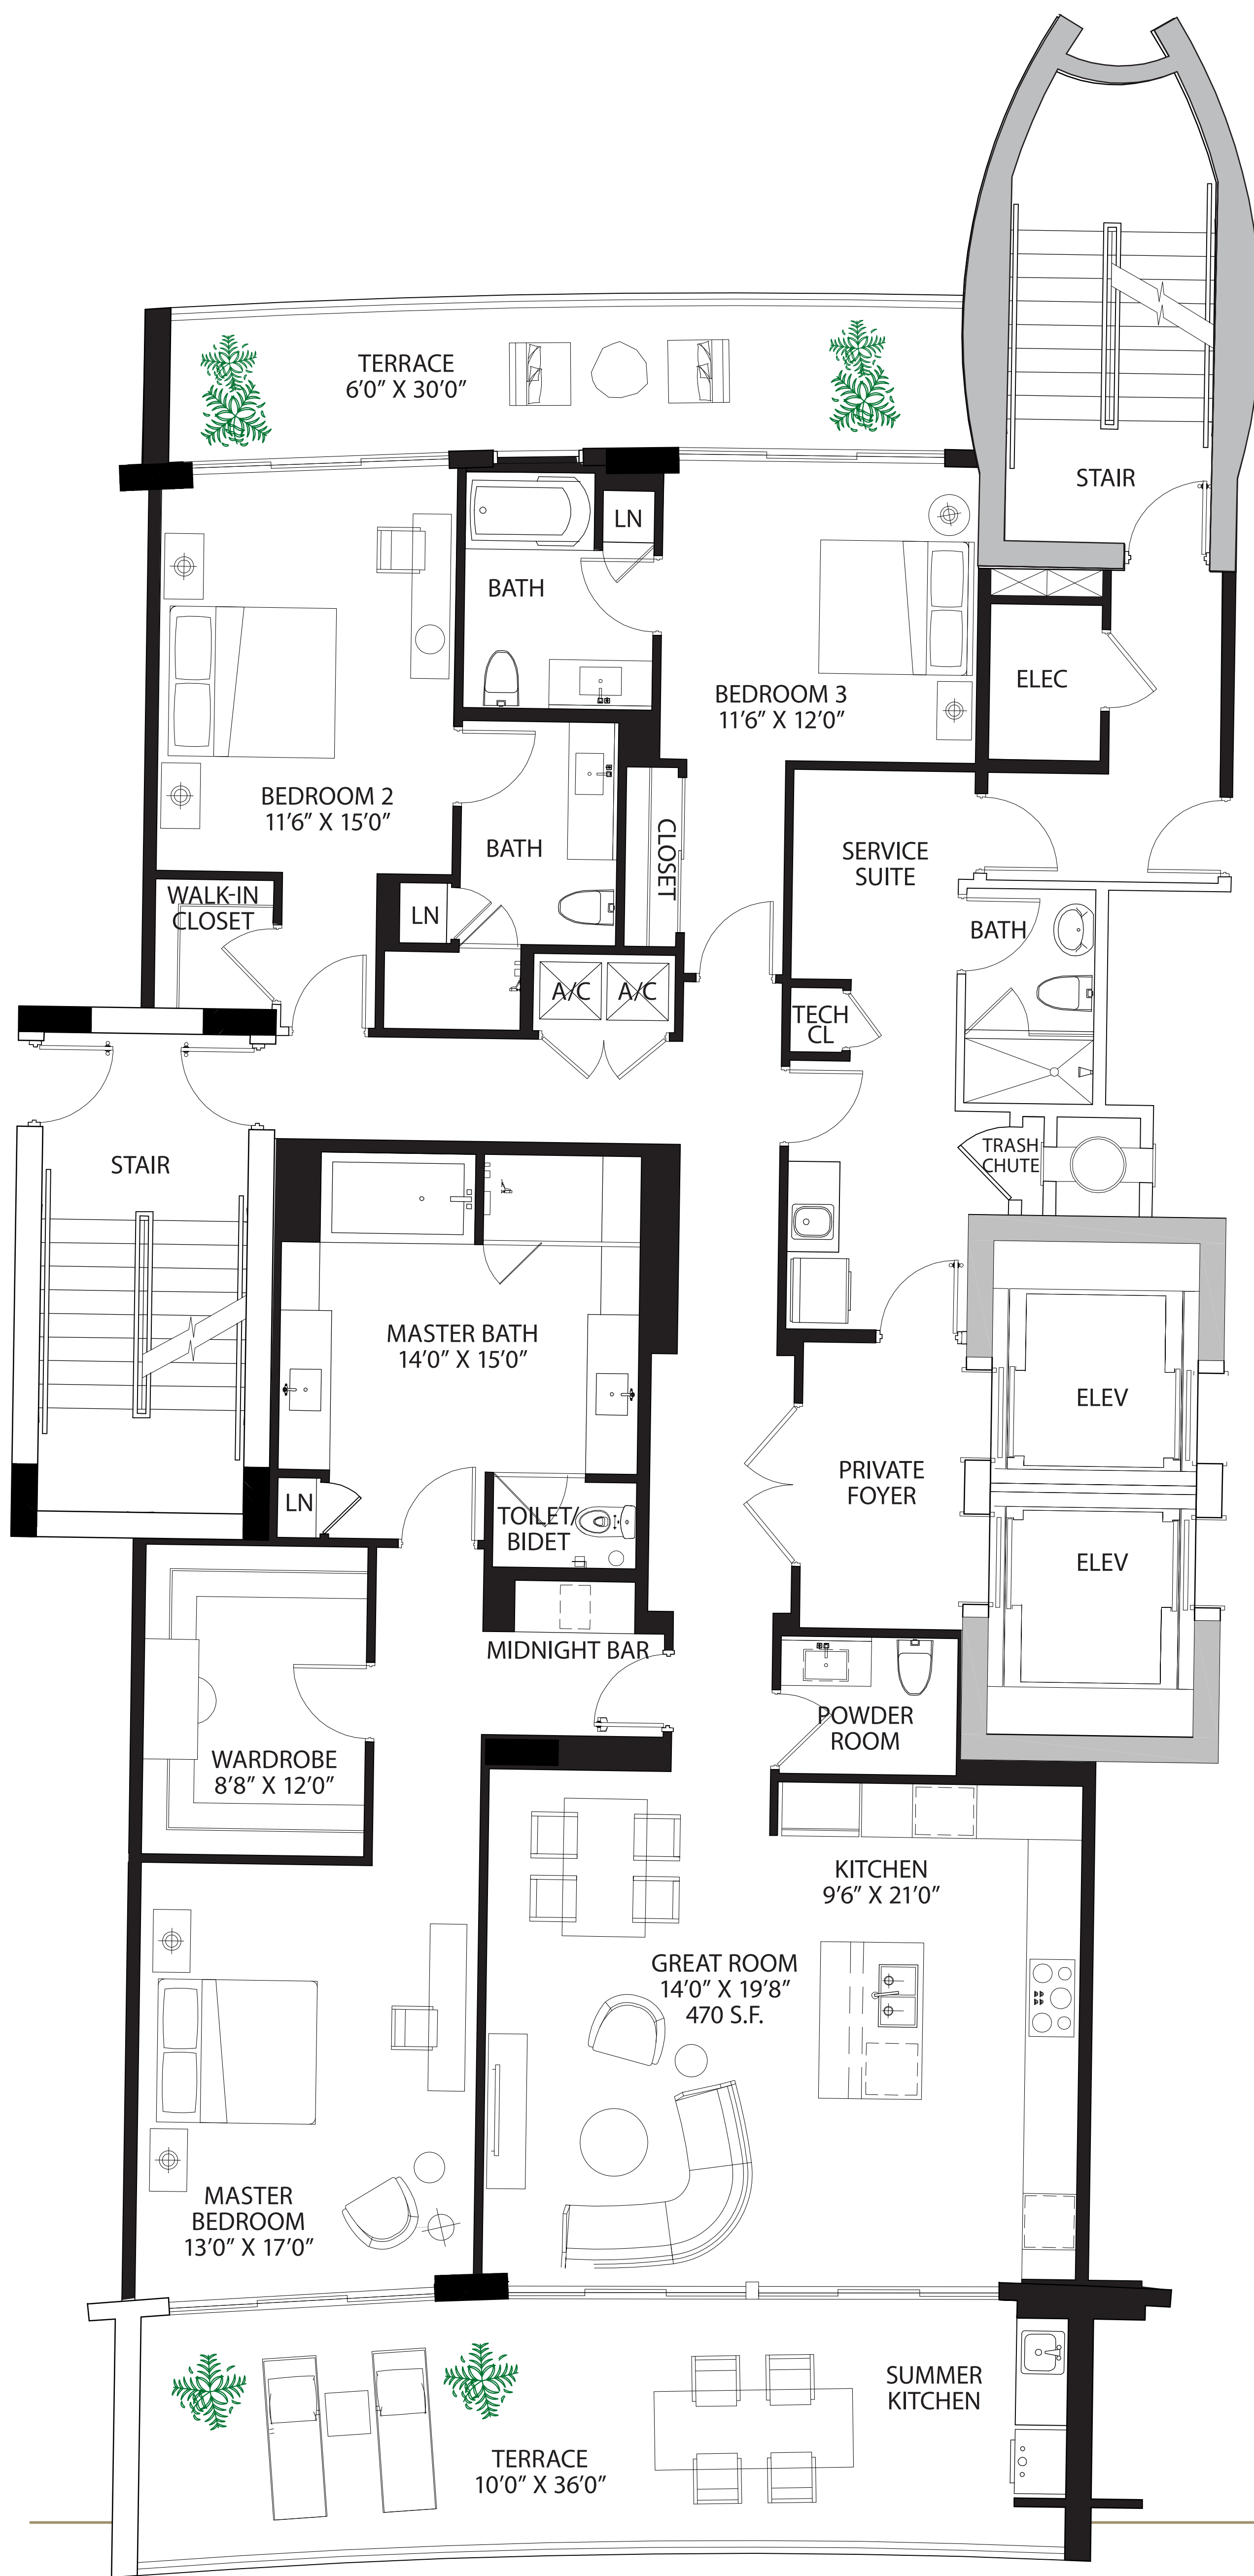 TERRACE
6'0" X 30'0"
STAIR
LN
BATH
BEDROOM 3
11'6" X 12'0"
ELEC
BEDROOM 2
11'6" X 15'0"
BATH
CLOSET
SERVICE
SUITE
WALK-IN
CLOSET
LN
BATH
A/C
A/C
TECH
CL
TRASH
CHUTE
STAIR
MASTER BATH
14'0" X 15'0"
ELEV
PRIVATE
FOYER
LN
TOILET/
BIDET
ELEV
MIDNIGHT BAR
POWDER
ROOM
WARDROBE
8'8" X 12'0"
KITCHEN
9'6" X 21'0"
GREAT ROOM
14'0" X 19'8"
470 S.F.
MASTER
BEDROOM
13'0" X 17'0"
SUMMER
KITCHEN
TERRACE
10'0" X 36'0"